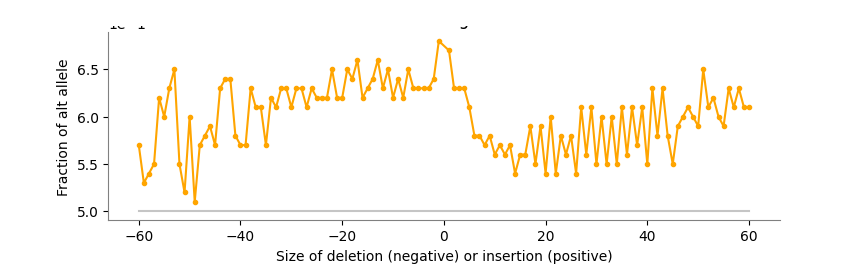 6.5
6.0
5.5
5.0
Fraction of alt allele
−60 −40 −20 0 20 40 60
Size of deletion (negative) or insertion (positive)